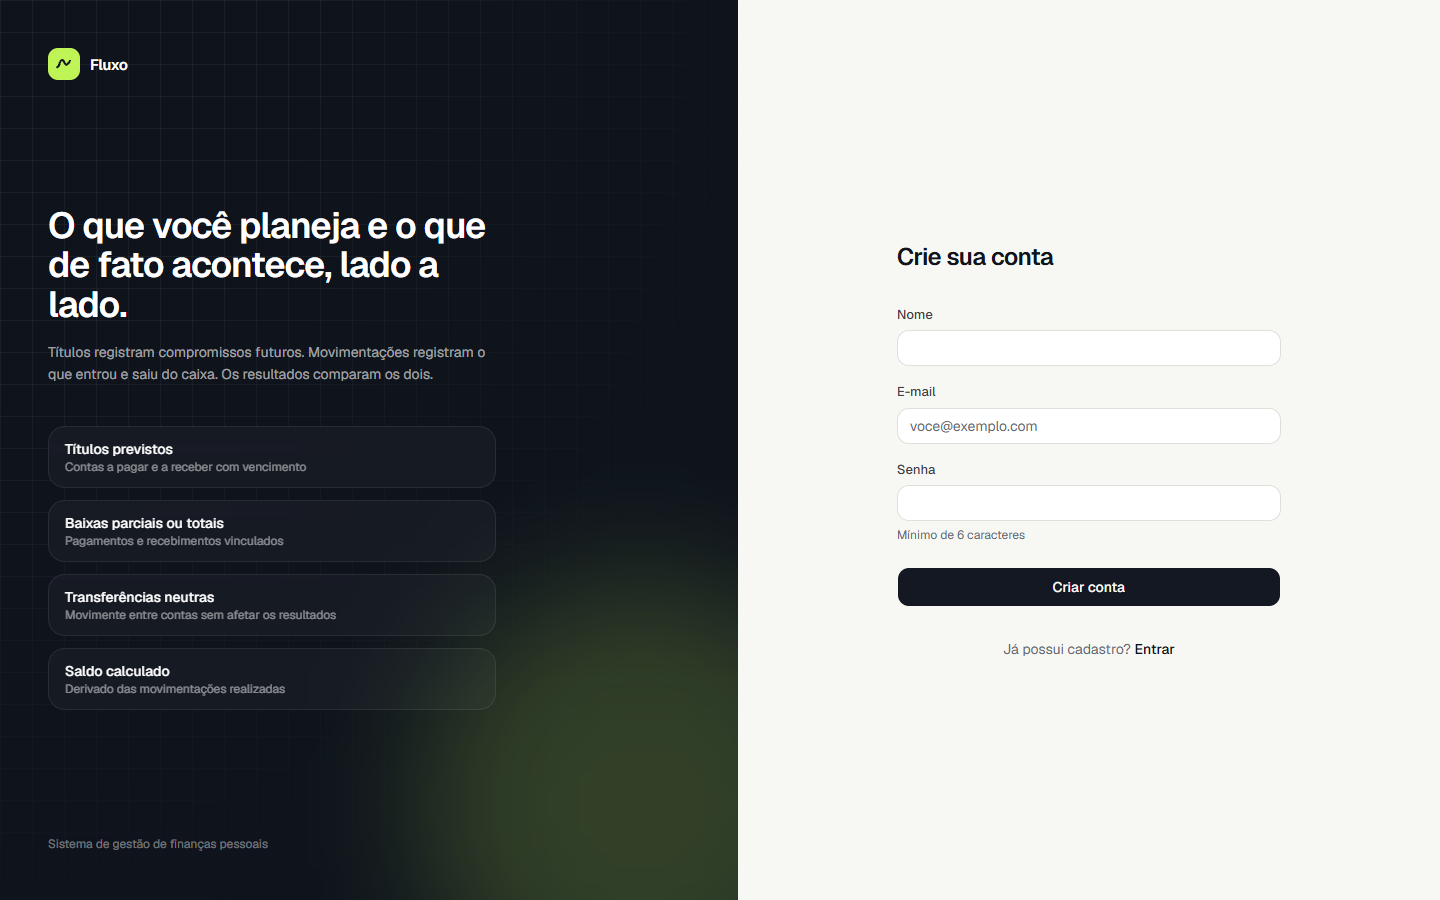 Fluxo
O que você planeja e o que
de fato acontece, lado a
lado.
Títulos registram compromissos futuros. Movimentações registram o
que entrou e saiu do caixa. Os resultados comparam os dois.
Títulos previstos
Contas a pagar e a receber com vencimento
Baixas parciais ou totais
Pagamentos e recebimentos vinculados
Transferências neutras
Movimente entre contas sem afetar os resultados
Saldo calculado
Derivado das movimentações realizadas
Sistema de gestão de finanças pessoais
Crie sua conta
Nome
E-mail
voce@exemplo.com
Senha
Mínimo de 6 caracteres
Criar conta
Já possui cadastro? Entrar